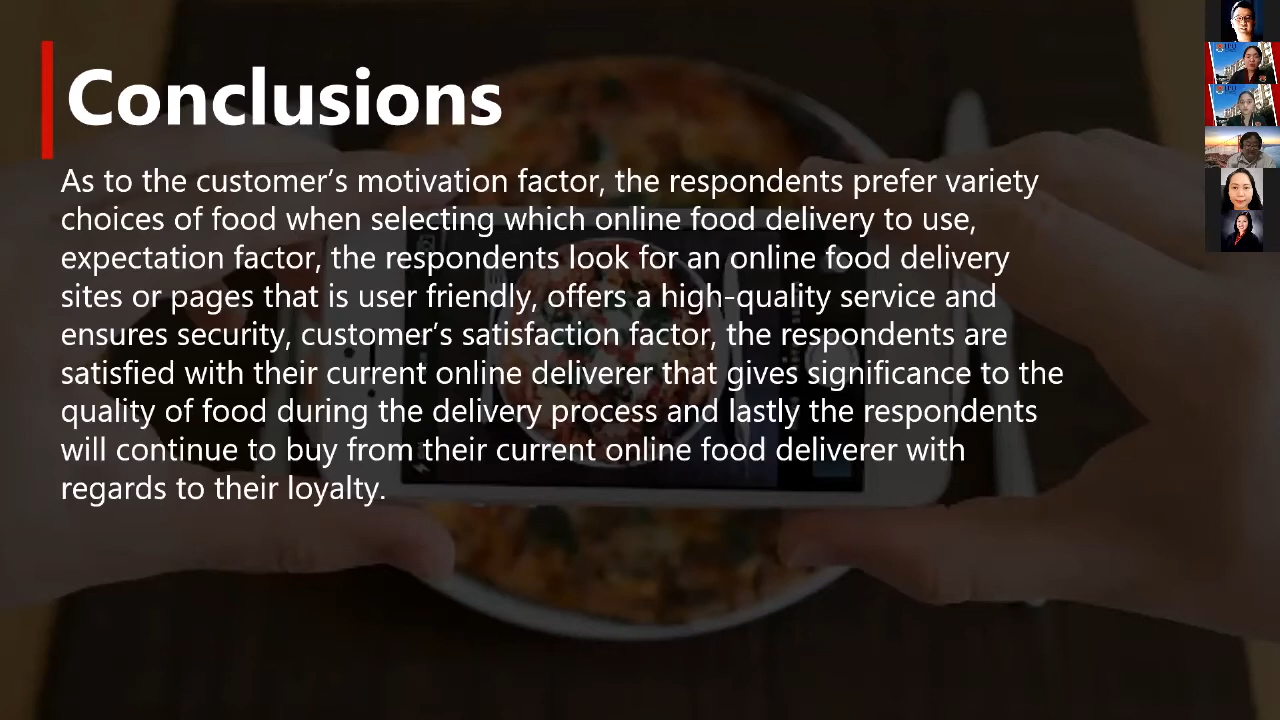 Conclusions
As to the customer’s motivation factor, the respondents prefer variety
choices of food when selecting which online food delivery to use,
expectation factor, the respondents look for an online food delivery
sites or pages that is user friendly, offers a high-quality service and
ensures security, customer’s satisfaction factor, the respondents are
satisfied with their current online deliverer that gives significance to the
quality of food during the delivery process and lastly the respondents
will continue to buy from their current online food deliverer with
regards to their loyalty.